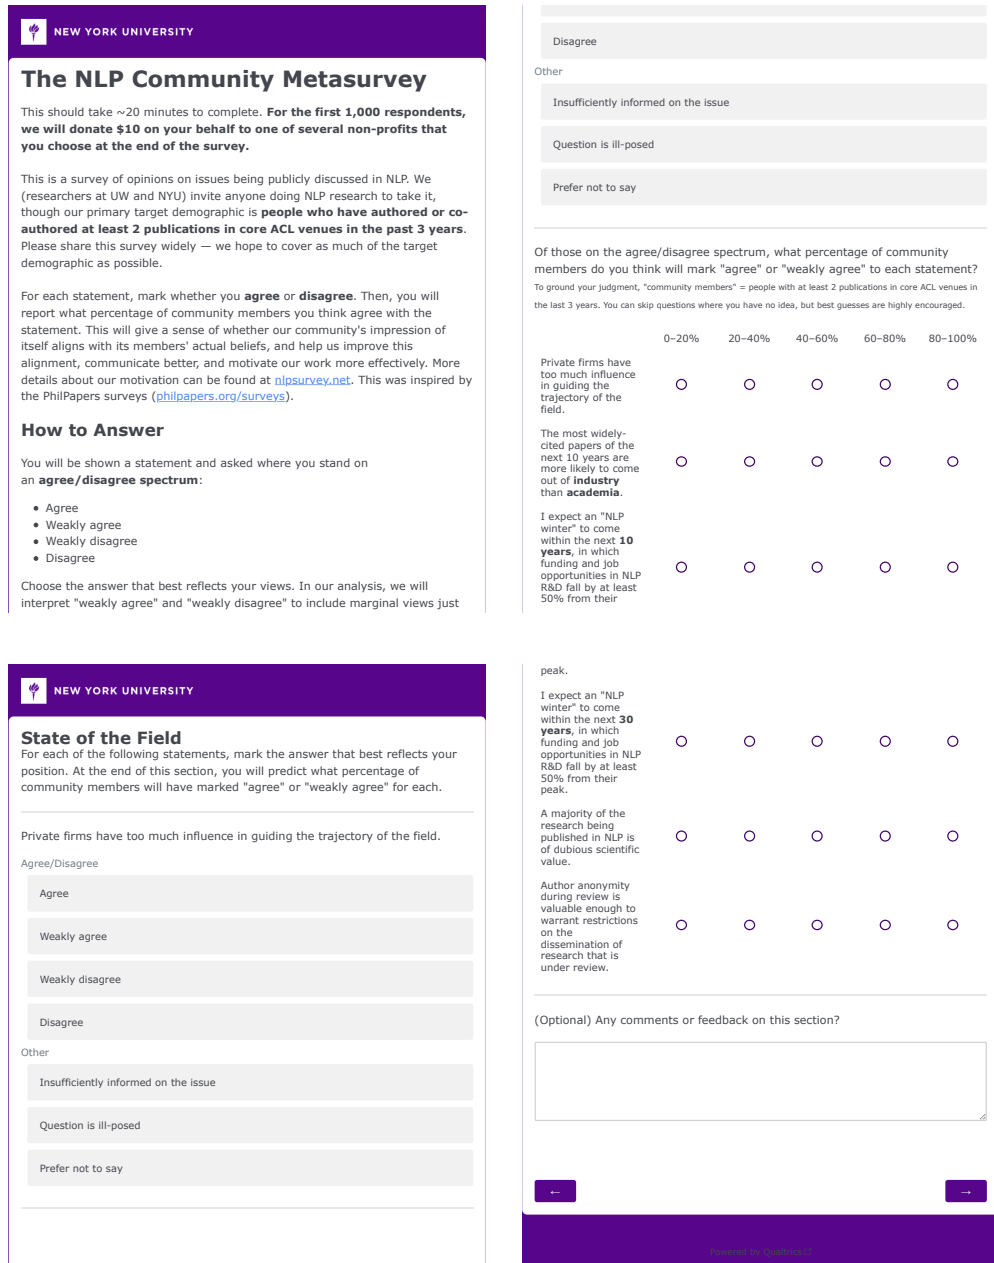 NEW YORK UNIVERSITY
The NLP Community Metasurvey
This should take ~20 minutes to complete. For the first 1,000 respondents,
we will donate $10 on your behalf to one of several non-profits that
you choose at the end of the survey.
This is a survey of opinions on issues being publicly discussed in NLP. We
(researchers at UW and NYU) invite anyone doing NLP research to take it,
though our primary target demographic is people who have authored or co-
authored at least 2 publications in core ACL venues in the past 3 years.
Please share this survey widely — we hope to cover as much of the target
demographic as possible.
For each statement, mark whether you agree or disagree. Then, you will
report what percentage of community members you think agree with the
statement. This will give a sense of whether our community's impression of
itself aligns with its members' actual beliefs, and help us improve this
alignment, communicate better, and motivate our work more effectively. More
details about our motivation can be found at nlpsurvey.net. This was inspired by
the PhilPapers surveys (philpapers.org/surveys).
How to Answer
You will be shown a statement and asked where you stand on
an agree/disagree spectrum:
• Agree
• Weakly agree
• Weakly disagree
• Disagree
Choose the answer that best reflects your views. In our analysis, we will
interpret "weakly agree" and "weakly disagree" to include marginal views just
NEW YORK UNIVERSITY
State of the Field
For each of the following statements, mark the answer that best reflects your
position. At the end of this section, you will predict what percentage of
community members will have marked "agree" or "weakly agree" for each.
Private firms have too much influence in guiding the trajectory of the field.
Agree/Disagree
Agree
Weakly agree
Weakly disagree
Disagree
Other
Insufficiently informed on the issue
Question is ill-posed
Prefer not to say
Disagree
Other
Insufficiently informed on the issue
Question is ill-posed
Prefer not to say
Of those on the agree/disagree spectrum, what percentage of community
members do you think will mark "agree" or "weakly agree" to each statement?
To ground your judgment, "community members" = people with at least 2 publications in core ACL venues in
the last 3 years. You can skip questions where you have no idea, but best guesses are highly encouraged.
0–20% 20–40% 40–60% 60–80% 80–100%
Private firms have
too much influence
in guiding the
trajectory of the
field.
The most widely-
cited papers of the
next 10 years are
more likely to come
out of industry
than academia.
I expect an "NLP
winter" to come
within the next 10
years, in which
funding and job
opportunities in NLP
R&D fall by at least
50% from their
peak.
I expect an "NLP
winter" to come
within the next 30
years, in which
funding and job
opportunities in NLP
R&D fall by at least
50% from their
peak.
A majority of the
research being
published in NLP is
of dubious scientific
value.
Author anonymity
during review is
valuable enough to
warrant restrictions
on the
dissemination of
research that is
under review.
(Optional) Any comments or feedback on this section?
← →
Powered by Qualtrics